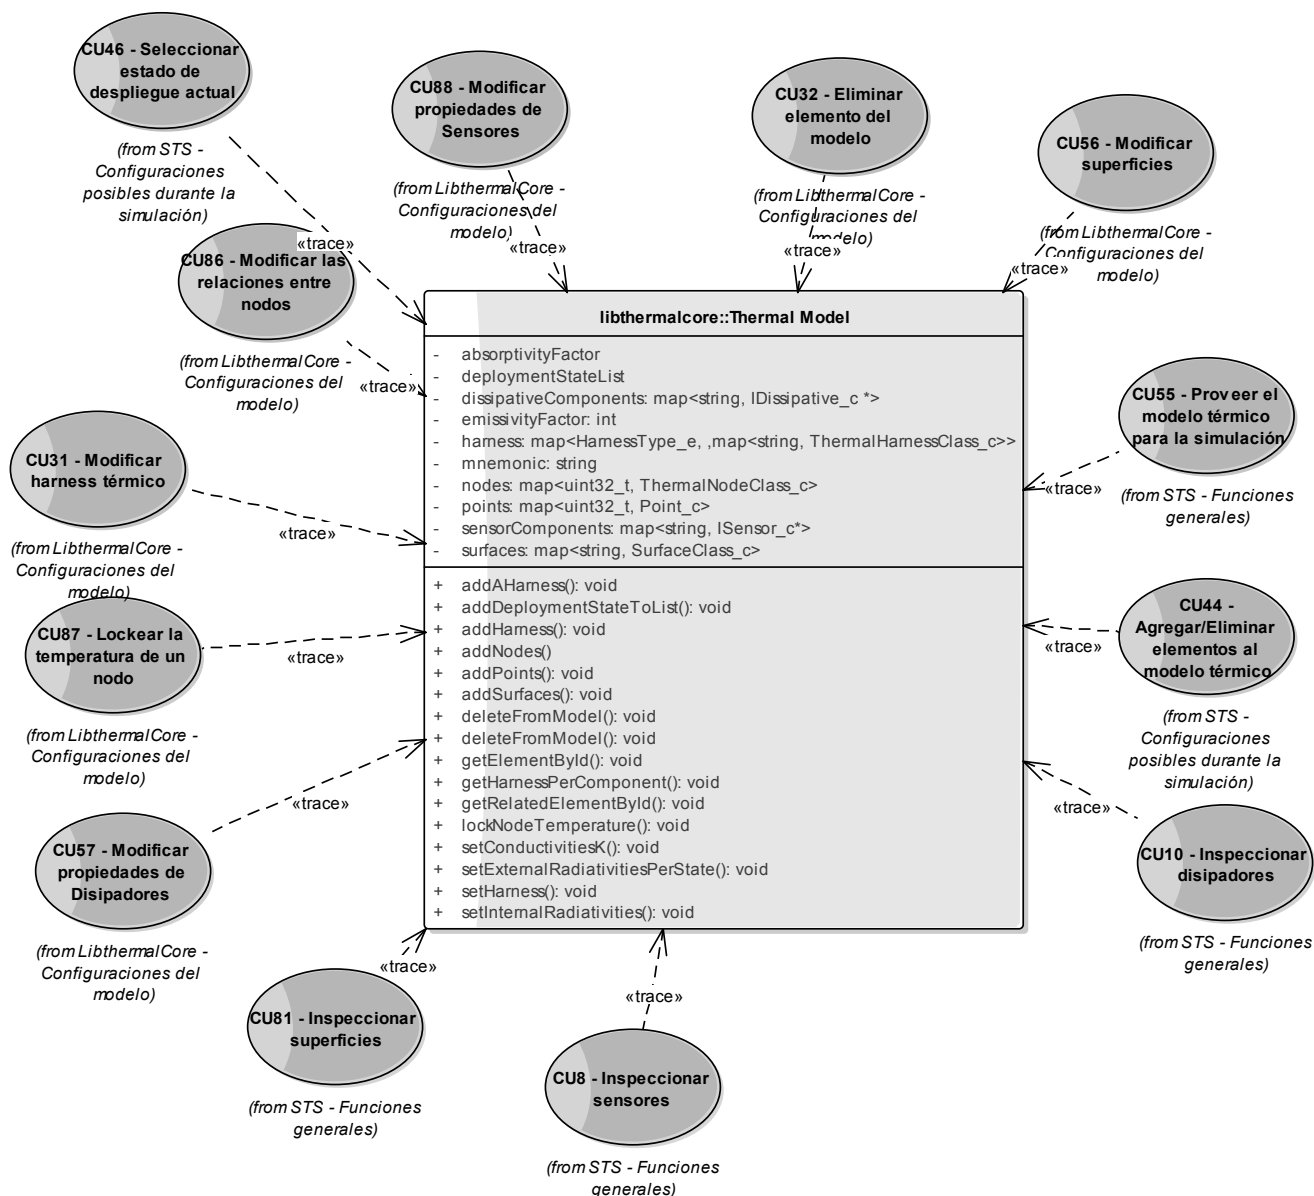 CU46 - Seleccionar
estado de
despliegue actual
(from STS -
Configuraciones
posibles durante la
simulación)
CU88 - Modificar
propiedades de
Sensores
(from LibthermalCore -
Configuraciones del
modelo)
«trace»
CU32 - Eliminar
elemento del
modelo
(from LibthermalCore -
Configuraciones del
modelo)
«trace»
CU56 - Modificar
superficies
(from LibthermalCore -
Configuraciones del
modelo)
«trace»
«trace»
CU86 - Modificar las
relaciones entre
nodos
(from LibthermalCore -
Configuraciones del
modelo)
«trace»
libthermalcore::Thermal Model
- absorptivityFactor
- deploymentStateList
- dissipativeComponents: map<string, IDissipative_c *>
- emissivityFactor: int
- harness: map<HarnessType_e, ,map<string, ThermalHarnessClass_c>>
- mnemonic: string
- nodes: map<uint32_t, ThermalNodeClass_c>
- points: map<uint32_t, Point_c>
- sensorComponents: map<string, ISensor_c*>
- surfaces: map<string, SurfaceClass_c>
+ addAHarness(): void
+ addDeploymentStateToList(): void
+ addHarness(): void
+ addNodes()
+ addPoints(): void
+ addSurfaces(): void
+ deleteFromModel(): void
+ deleteFromModel(): void
+ getElementById(): void
+ getHarnessPerComponent(): void
+ getRelatedElementById(): void
+ lockNodeTemperature(): void
+ setConductivitiesK(): void
+ setExternalRadiativitiesPerState(): void
+ setHarness(): void
+ setInternalRadiativities(): void
CU55 - Proveer el
modelo térmico
para la simulación
(from STS - Funciones
generales)
«trace»
CU31 - Modificar
harness térmico
(from LibthermalCore -
Configuraciones del
modelo)
«trace»
CU44 -
Agregar/Eliminar
elementos al
modelo térmico
(from STS -
Configuraciones
posibles durante la
simulación)
«trace»
CU87 - Lockear la
temperatura de un
nodo
(from LibthermalCore -
Configuraciones del
modelo)
«trace»
CU10 - Inspeccionar
disipadores
(from STS - Funciones
generales)
«trace»
CU57 - Modificar
propiedades de
Disipadores
(from LibthermalCore -
Configuraciones del
modelo)
«trace»
CU81 - Inspeccionar
superficies
(from STS - Funciones
generales)
«trace»
CU8 - Inspeccionar
sensores
(from STS - Funciones
generales)
«trace»